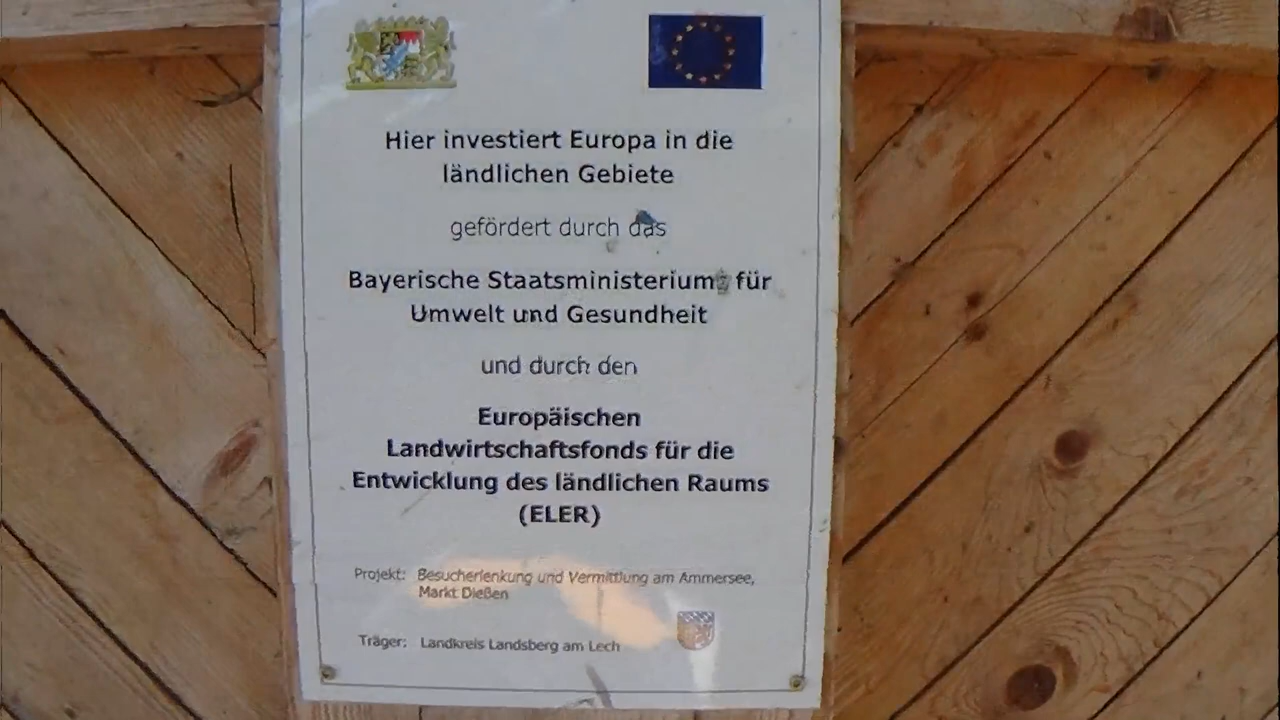 Hier investiert Europa in die
ländlichen Gebiete
gefördert durch das
Bayerische Staatsministerium für
Umwelt und Gesundheit
und durch den
Europäischen
Landwirtschaftsfonds für die
Entwicklung des ländlichen Raums
(ELER)
Projekt: Besucherlenkung und Vermittlung am Ammersee,
Markt Dießen
Träger: Landkreis Landsberg am Lech